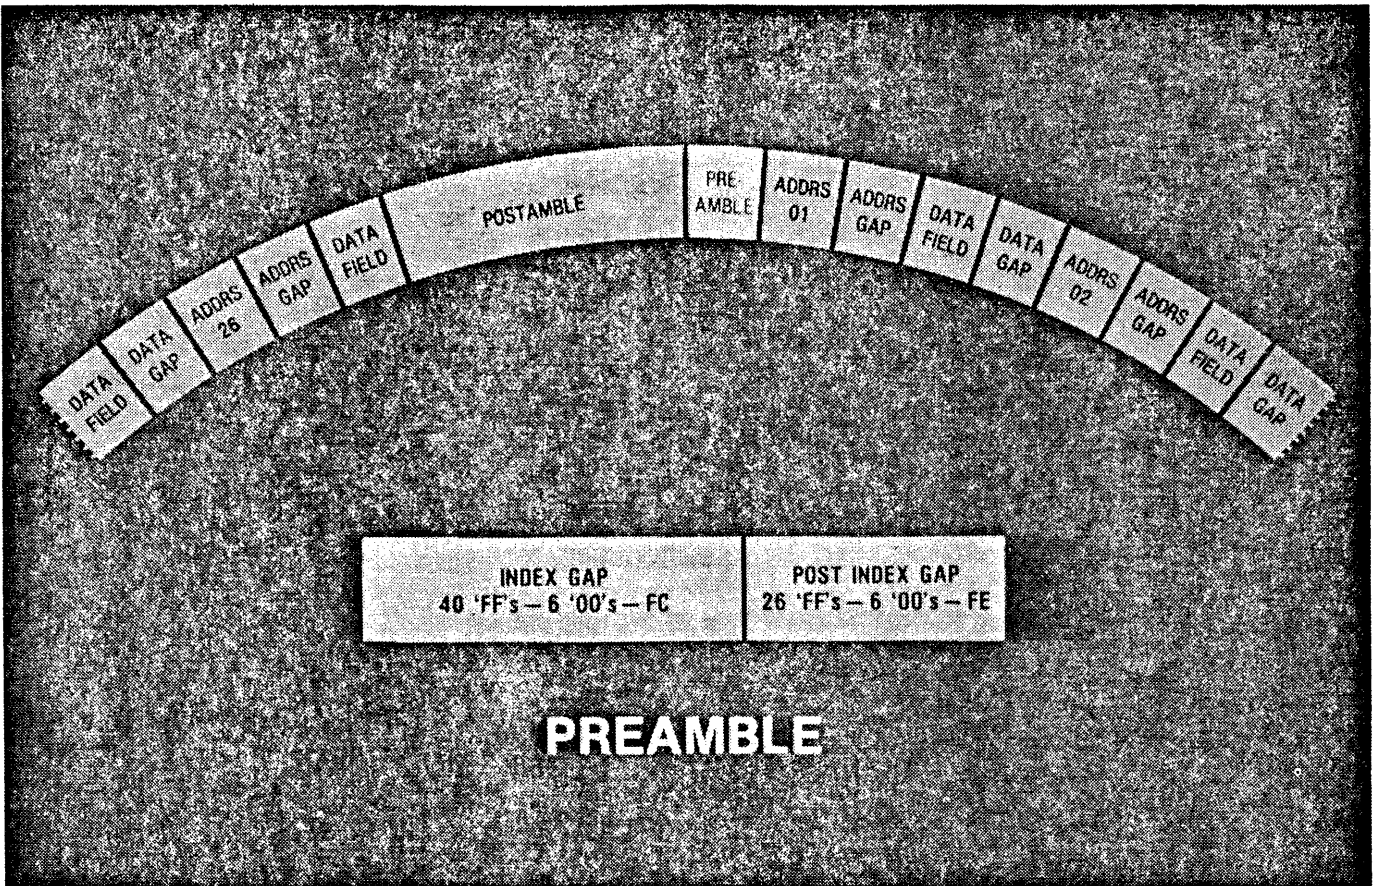 DATA
FIELD
DATA
GAP
ADDRS
26
ADDRS
GAP
DATA
FIELD
POSTAMBLE
PRE-
AMBLE
ADDRS
01
ADDRS
GAP
DATA
FIELD
DATA
GAP
ADDRS
02
ADDRS
GAP
DATA
FIELD
DATA
GAP
INDEX GAP
40 'FF's – 6 '00's – FC
POST INDEX GAP
26 'FF's – 6 '00's – FE
PREAMBLE